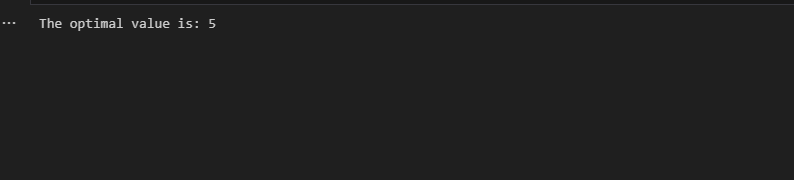 ... The optimal value is: 5